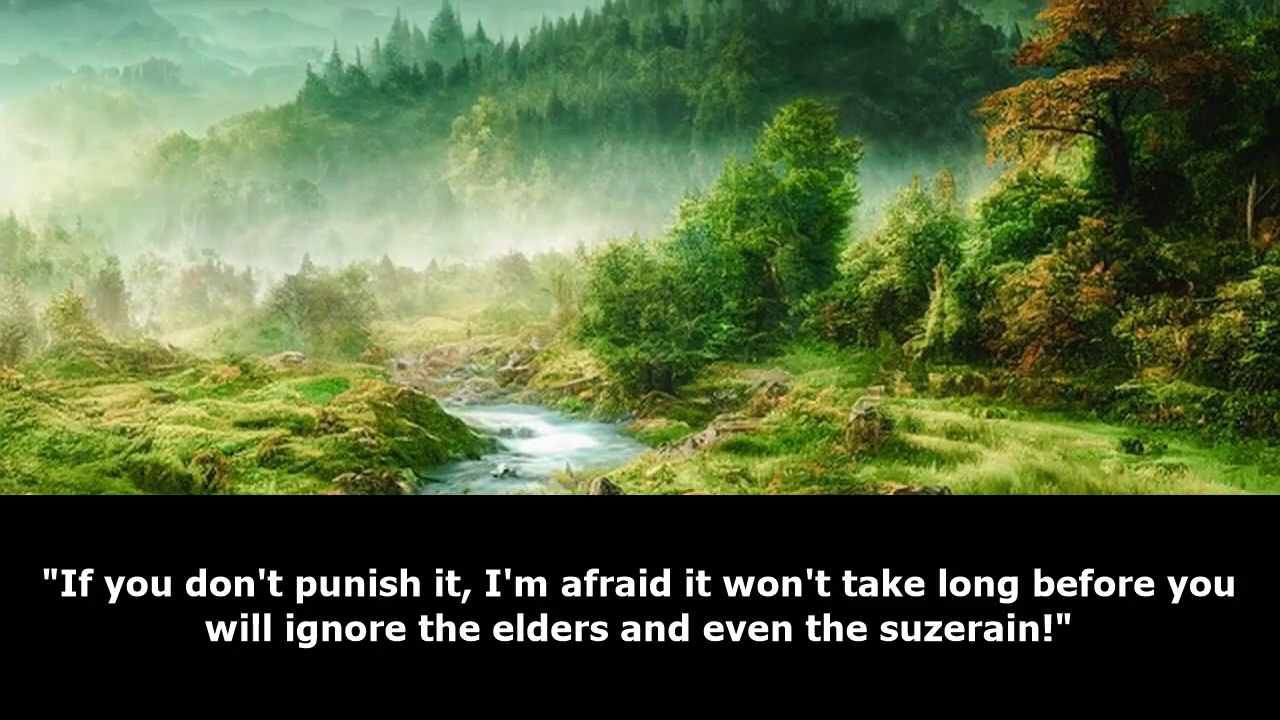 "If you don't punish it, I'm afraid it won't take long before you
will ignore the elders and even the suzerain!"